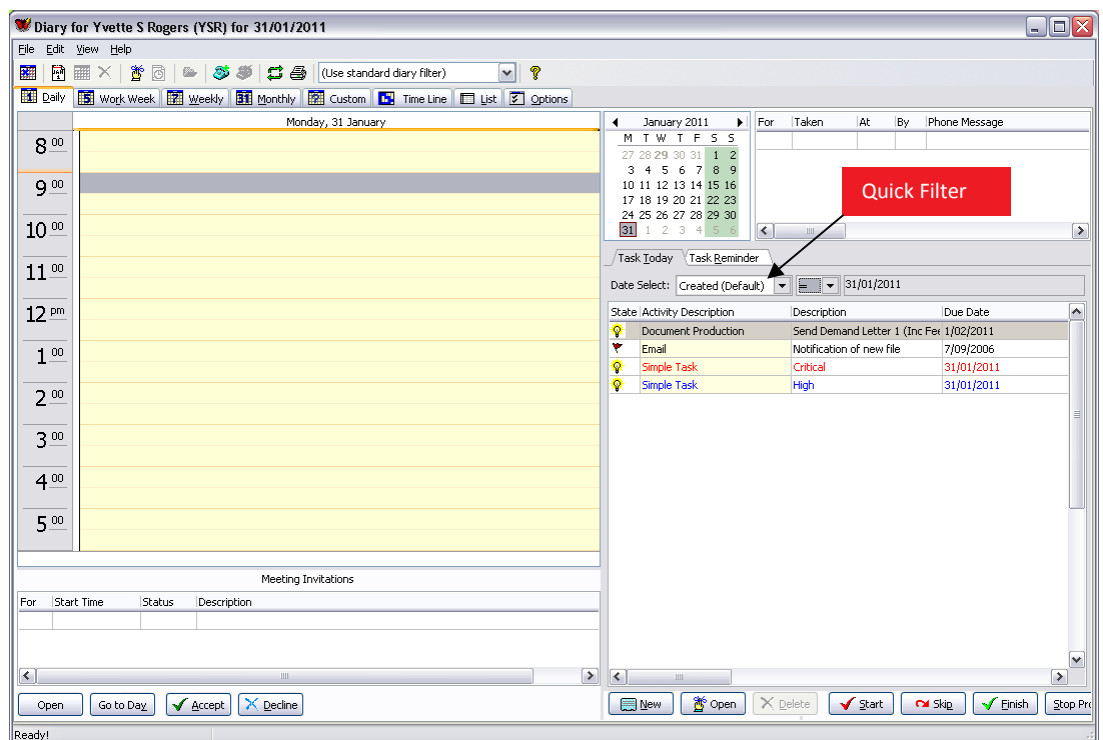 Diary for Yvette S Rogers (YSR) for 31/01/2011
File Edit View Help
(Use standard diary filter)
Daily Work Week Weekly Monthly Custom Time Line List Options
Monday, 31 January
8 00
9 00
10 00
11 00
12 pm
1 00
2 00
3 00
4 00
5 00
January 2011
M T W T F S S
27 28 29 30 31 1 2
3 4 5 6 7 8 9
10 11 12 13 14 15 16
17 18 19 20 21 22 23
24 25 26 27 28 29 30
31 1 2 3 4 5 6
For Taken At By Phone Message
Quick Filter
Task Today Task Reminder
Date Select: Created (Default) = 31/01/2011
State Activity Description Description Due Date
Document Production Send Demand Letter 1 (Inc Fee 1/02/2011
Email Notification of new file 7/09/2006
Simple Task Critical 31/01/2011
Simple Task High 31/01/2011
Meeting Invitations
For Start Time Status Description
Open Go to Day Accept Decline
New Open Delete Start Skip Finish Stop Pro
Ready!